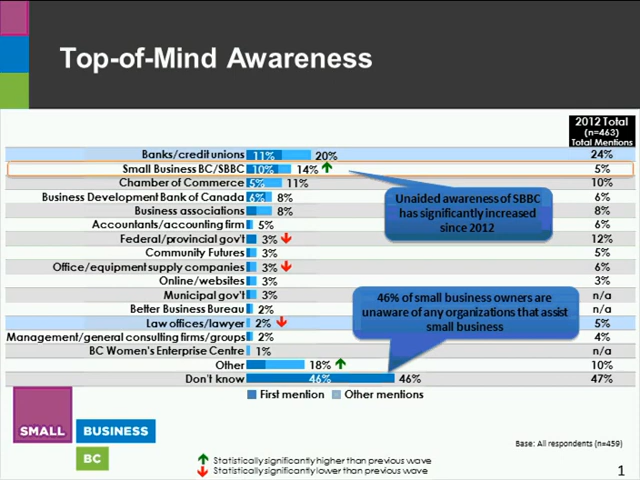 Top-of-Mind Awareness
2012 Total
(n=463)
Total Mentions
Banks/credit unions 11% 20% 24%
Small Business BC/SBBC 10% 14% 5%
Chamber of Commerce 5% 11% 10%
Business Development Bank of Canada 6% 8% 6%
Business associations 8% 8%
Accountants/accounting firm 5% 6%
Federal/provincial gov't 3% 12%
Community Futures 3% 5%
Office/equipment supply companies 3% 6%
Online/websites 3% 3%
Municipal gov't 3% n/a
Better Business Bureau 2% n/a
Law offices/lawyer 2% 5%
Management/general consulting firms/groups 2% 4%
BC Women's Enterprise Centre 1% n/a
Other 18% 10%
Don't know 46% 46% 47%
Unaided awareness of SBBC
has significantly increased
since 2012
46% of small business owners are
unaware of any organizations that assist
small business
First mention Other mentions
SMALL BUSINESS
BC
Base: All respondents (n=459)
Statistically significantly higher than previous wave
Statistically significantly lower than previous wave
1